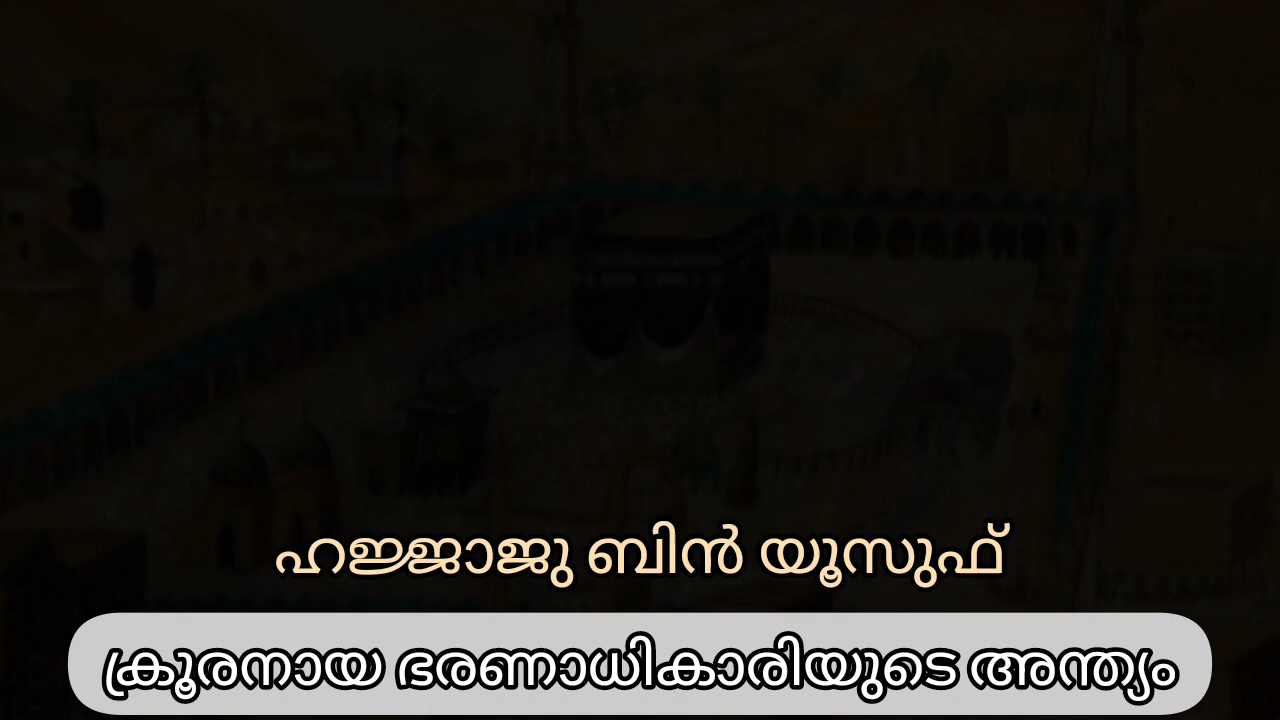 ഹജ്ജാജു ബിൻ യൂസുഫ്
ക്രൂരനായ ഭരണാധികാരിയുടെ അന്ത്യം